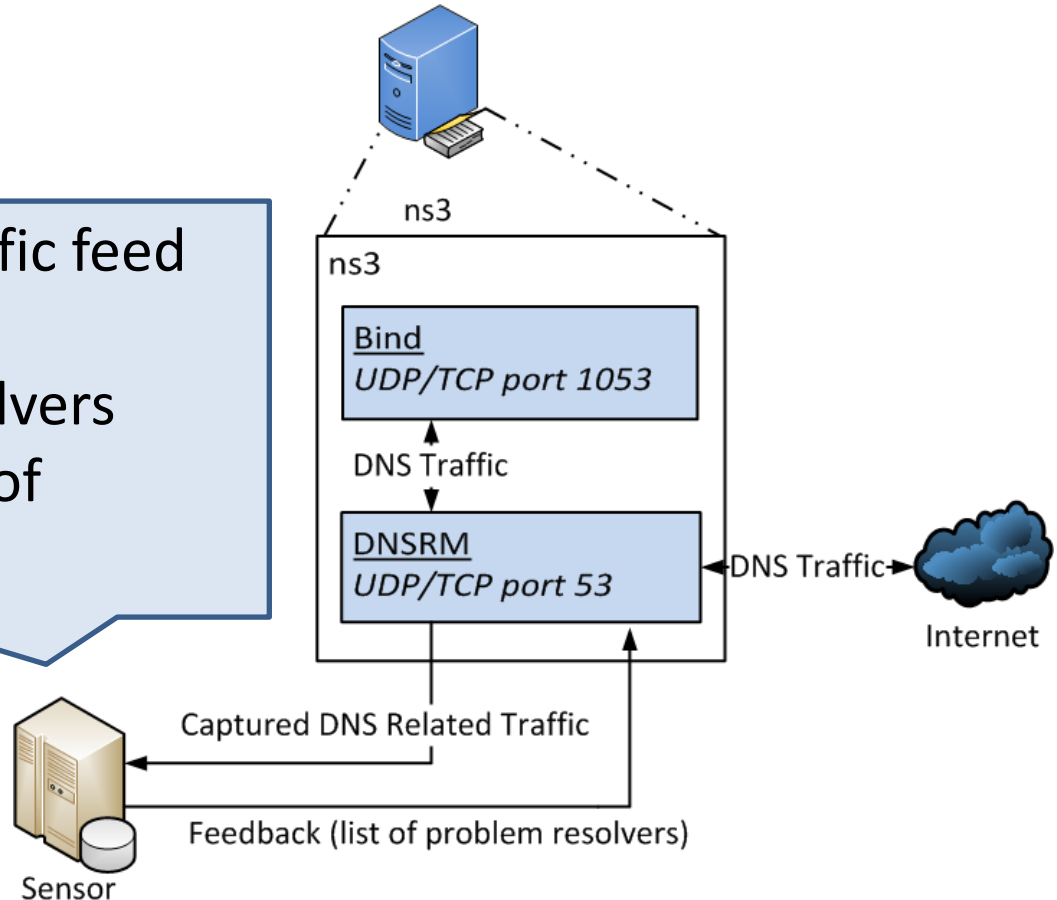 ns3
fic feed
lvers
of
ns3
Bind
UDP/TCP port 1053
DNS Traffic
DNSRM
UDP/TCP port 53
DNS Traffic
Internet
Captured DNS Related Traffic
Feedback (list of problem resolvers)
Sensor